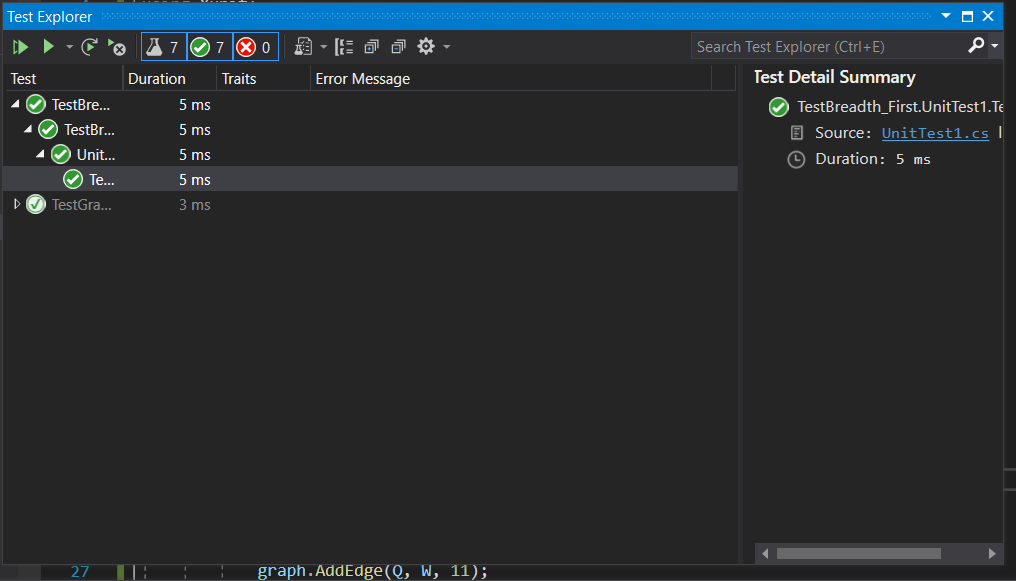 Test Explorer
7 7 0
Search Test Explorer (Ctrl+E)
Test Duration Traits Error Message
TestBre... 5 ms
TestBr... 5 ms
Unit... 5 ms
Te... 5 ms
TestGra... 3 ms
Test Detail Summary
TestBreadth_First.UnitTest1.Te
Source: UnitTest1.cs
Duration: 5 ms
27 graph.AddEdge(Q, W, 11);